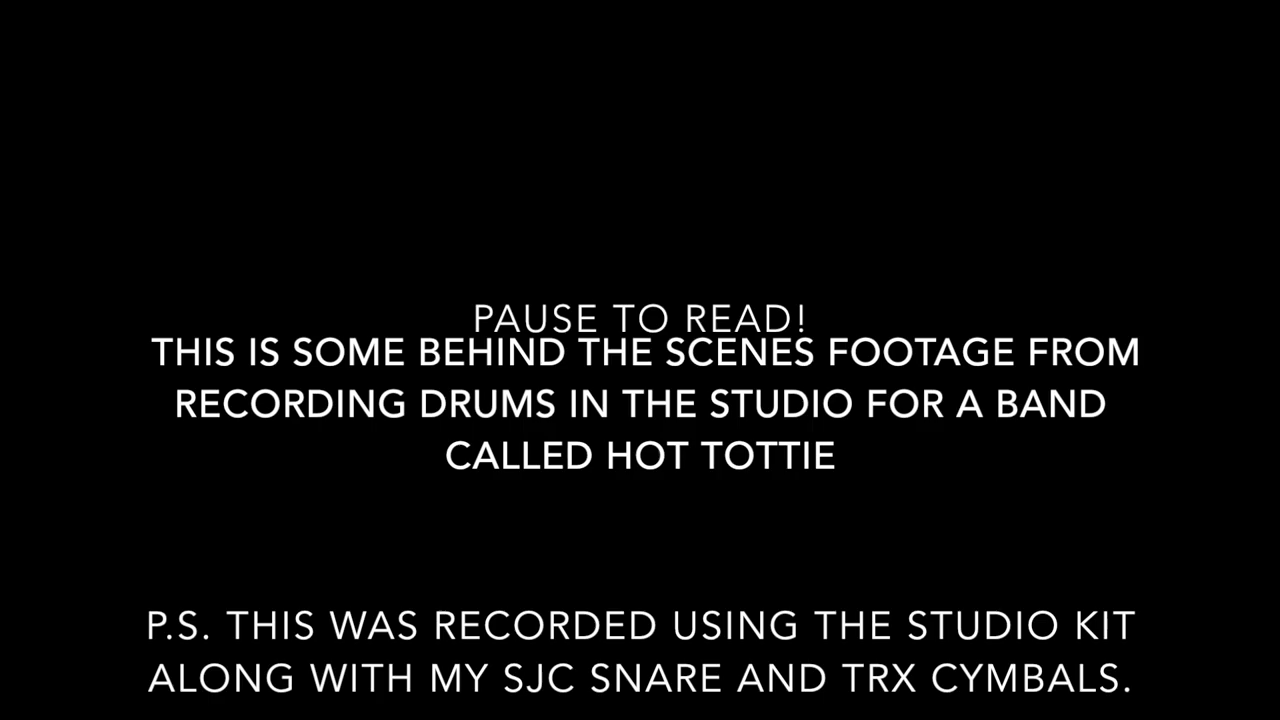 PAUSE TO READ!
THIS IS SOME BEHIND THE SCENES FOOTAGE FROM
RECORDING DRUMS IN THE STUDIO FOR A BAND
CALLED HOT TOTTIE
P.S. THIS WAS RECORDED USING THE STUDIO KIT
ALONG WITH MY SJC SNARE AND TRX CYMBALS.